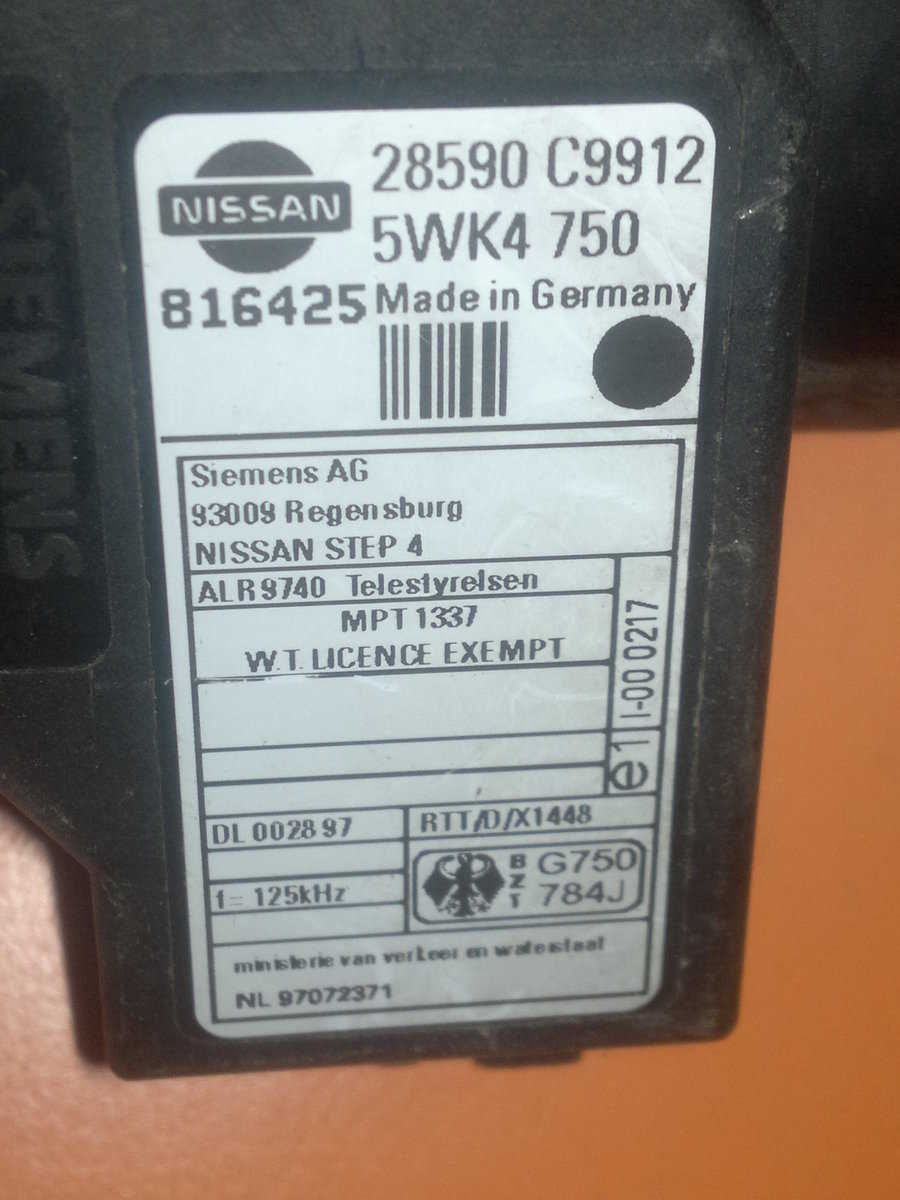 NISSAN
28590 C9912
5WK4 750
816425 Made in Germany
SIEMENS
Siemens AG
93009 Regensburg
NISSAN STEP 4
ALR 9740 Telestyrelsen
MPT 1337
W.T. LICENCE EXEMPT
e1 I-00 0217
DL 002897
RTT/D/X1448
f = 125kHz
BZT
G750
784J
ministerie van verkeer en waterstaat
NL 97072371